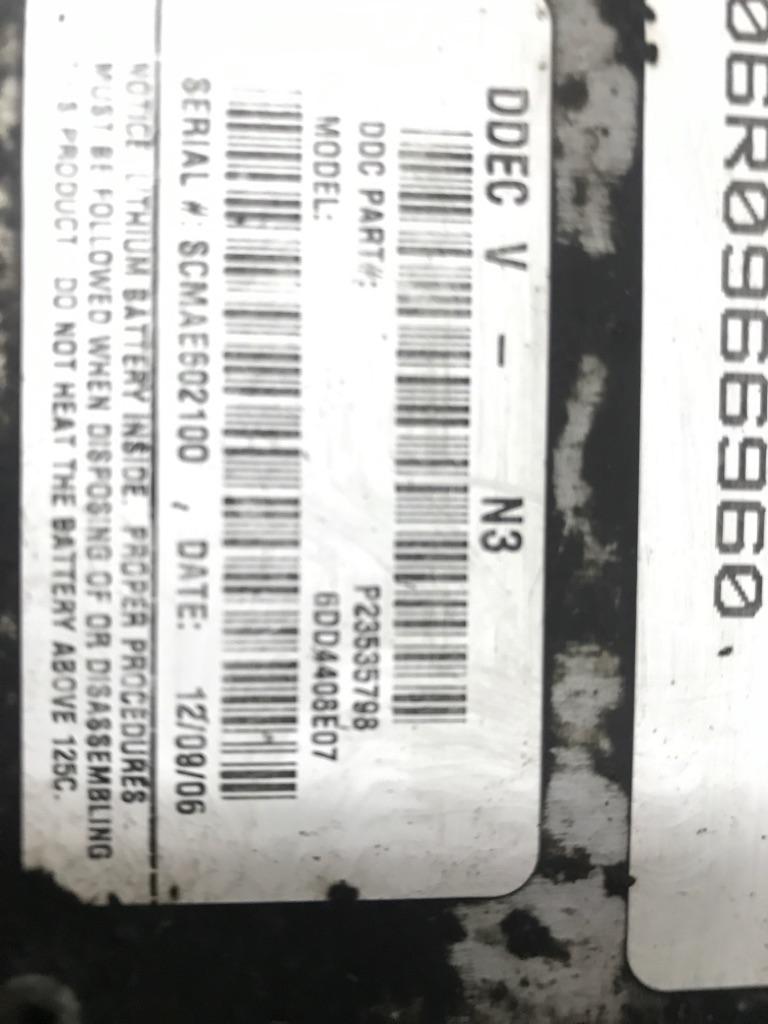 06R0966960
DDEC V - N3
DDC PART#: P23535798
MODEL: 6DD4408E07
SERIAL #: SCMAE602100 , DATE: 12/08/06
NOTICE LITHIUM BATTERY INSIDE. PROPER PROCEDURES
MUST BE FOLLOWED WHEN DISPOSING OF OR DISASSEMBLING
PRODUCT DO NOT HEAT THE BATTERY ABOVE 125C.